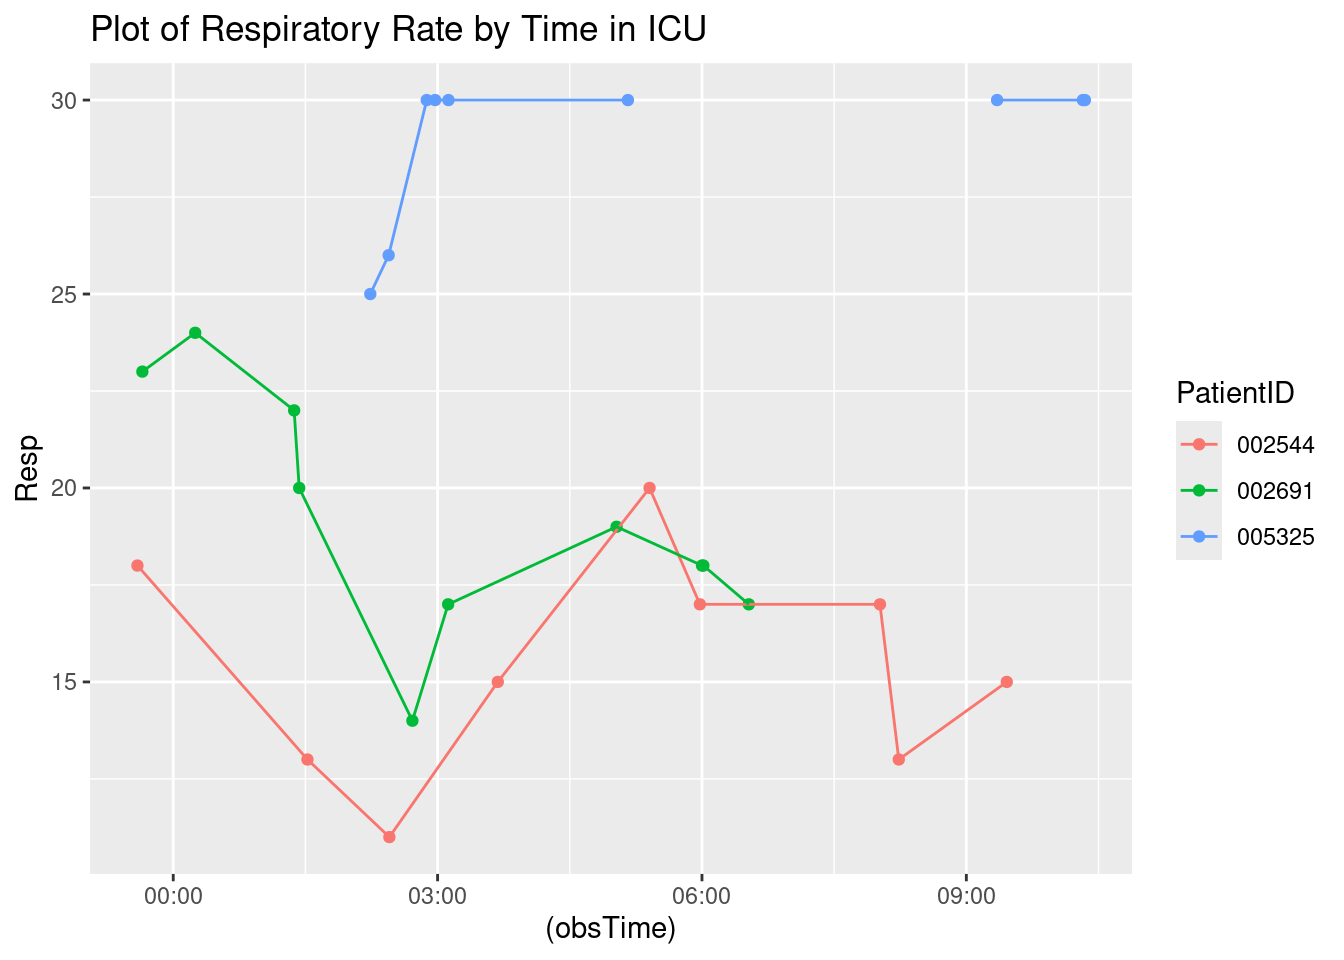 Plot of Respiratory Rate by Time in ICU
30
25
20
15
Resp
00:00 03:00 06:00 09:00
(obsTime)
PatientID
002544
002691
005325